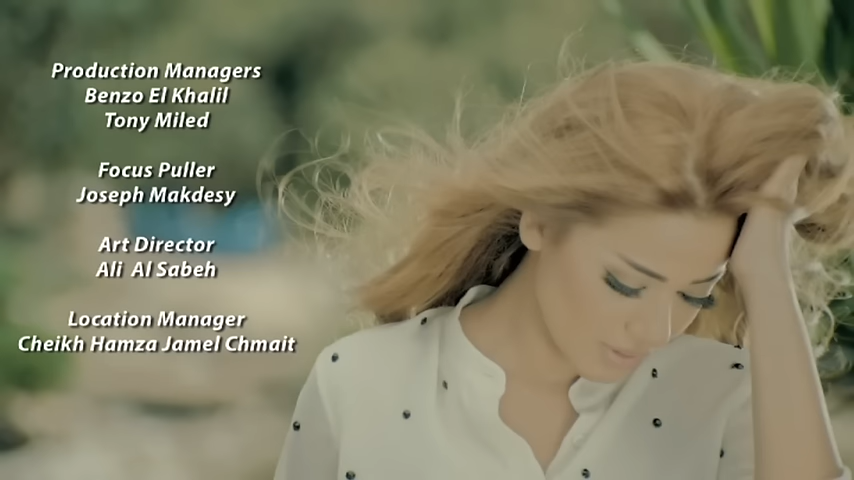 Production Managers
Benzo El Khalil
Tony Miled
Focus Puller
Joseph Makdesy
Art Director
Ali Al Sabeh
Location Manager
Cheikh Hamza Jamel Chmait